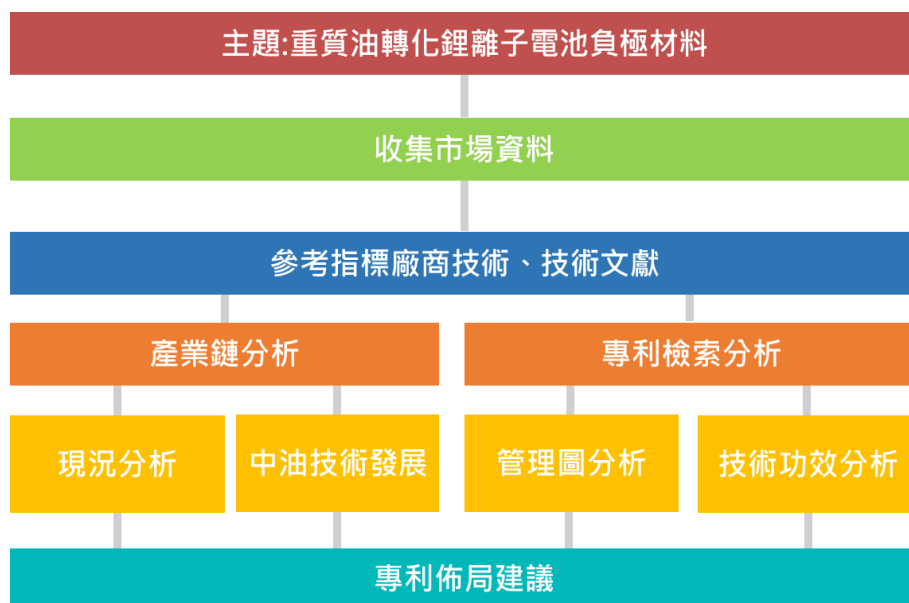 主題:重質油轉化鋰離子電池負極材料
收集市場資料
參考指標廠商技術、技術文獻
產業鏈分析
專利檢索分析
現況分析
中油技術發展
管理圖分析
技術功效分析
專利佈局建議